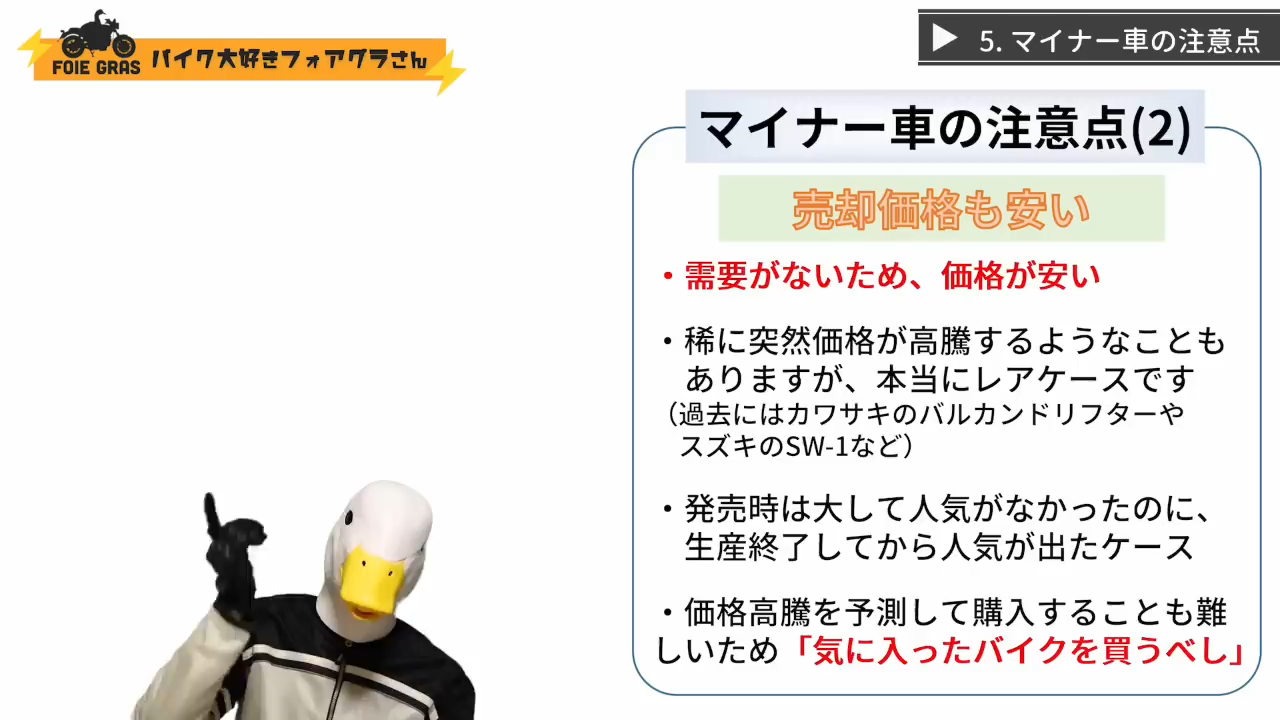 FOIE GRAS
バイク大好きフォアグラさん
▶ 5. マイナー車の注意点
マイナー車の注意点(2)
売却価格も安い
・需要がないため、価格が安い
・稀に突然価格が高騰するようなことも
ありますが、本当にレアケースです
（過去にはカワサキのバルカンドリフターや
スズキのSW-1など）
・発売時は大して人気がなかったのに、
生産終了してから人気が出たケース
・価格高騰を予測して購入することも難
しいため「気に入ったバイクを買うべし」